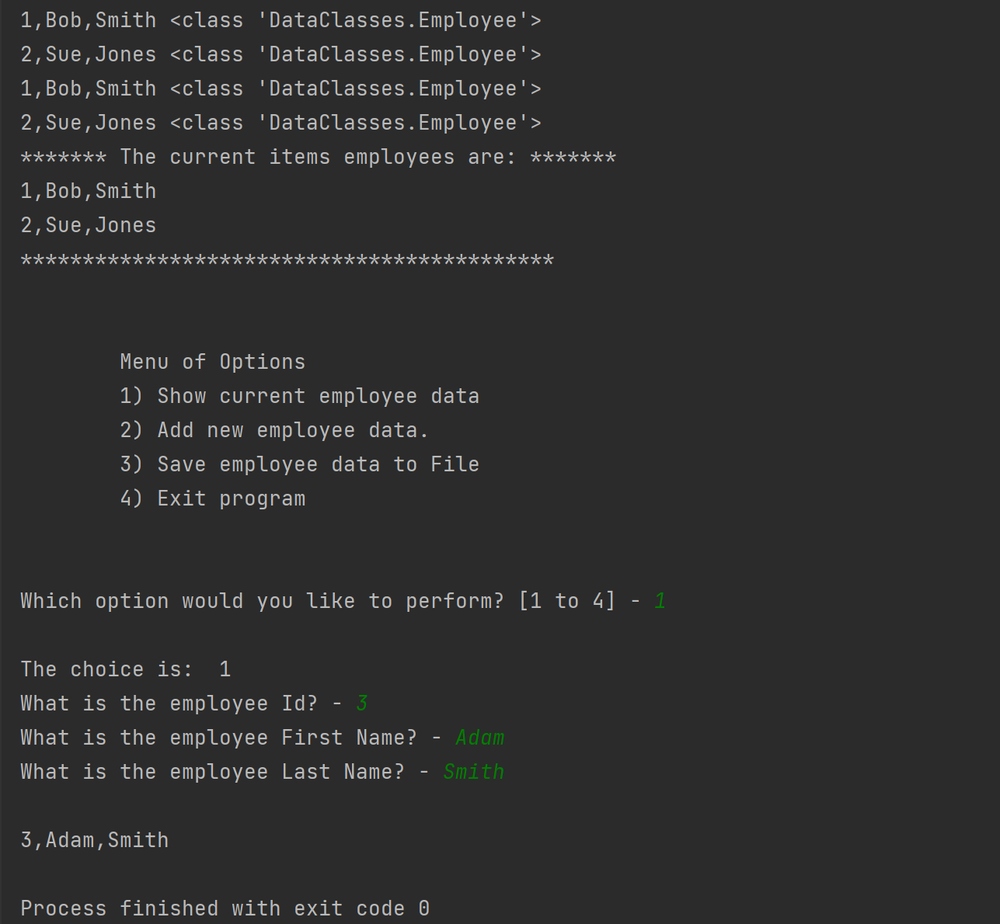 1,Bob,Smith <class 'DataClasses.Employee'>
2,Sue,Jones <class 'DataClasses.Employee'>
1,Bob,Smith <class 'DataClasses.Employee'>
2,Sue,Jones <class 'DataClasses.Employee'>
******* The current items employees are: *******
1,Bob,Smith
2,Sue,Jones
*******************************************
Menu of Options
1) Show current employee data
2) Add new employee data.
3) Save employee data to File
4) Exit program
Which option would you like to perform? [1 to 4] - 1
The choice is:  1
What is the employee Id? - 3
What is the employee First Name? - Adam
What is the employee Last Name? - Smith
3,Adam,Smith
Process finished with exit code 0